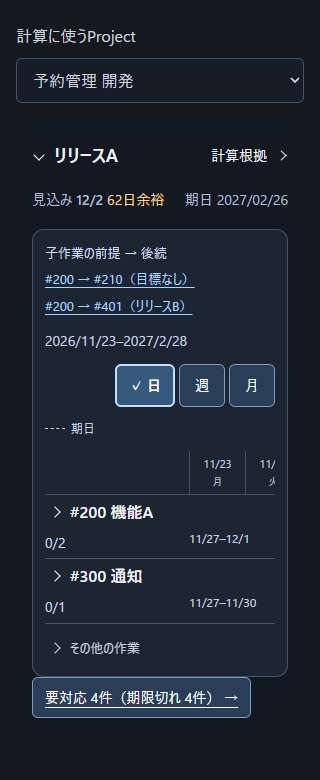 計算に使うProject
予約管理 開発
リリースA 計算根拠
見込み 12/2 62日余裕 期日 2027/02/26
子作業の前提 → 後続
#200 → #210（目標なし）
#200 → #401（リリースB）
2026/11/23–2027/2/28
✓ 日 週 月
---- 期日
11/23 11/
月
#200 機能A
0/2 11/27–12/1
#300 通知
0/1 11/27–11/30
その他の作業
要対応 4件（期限切れ 4件） →